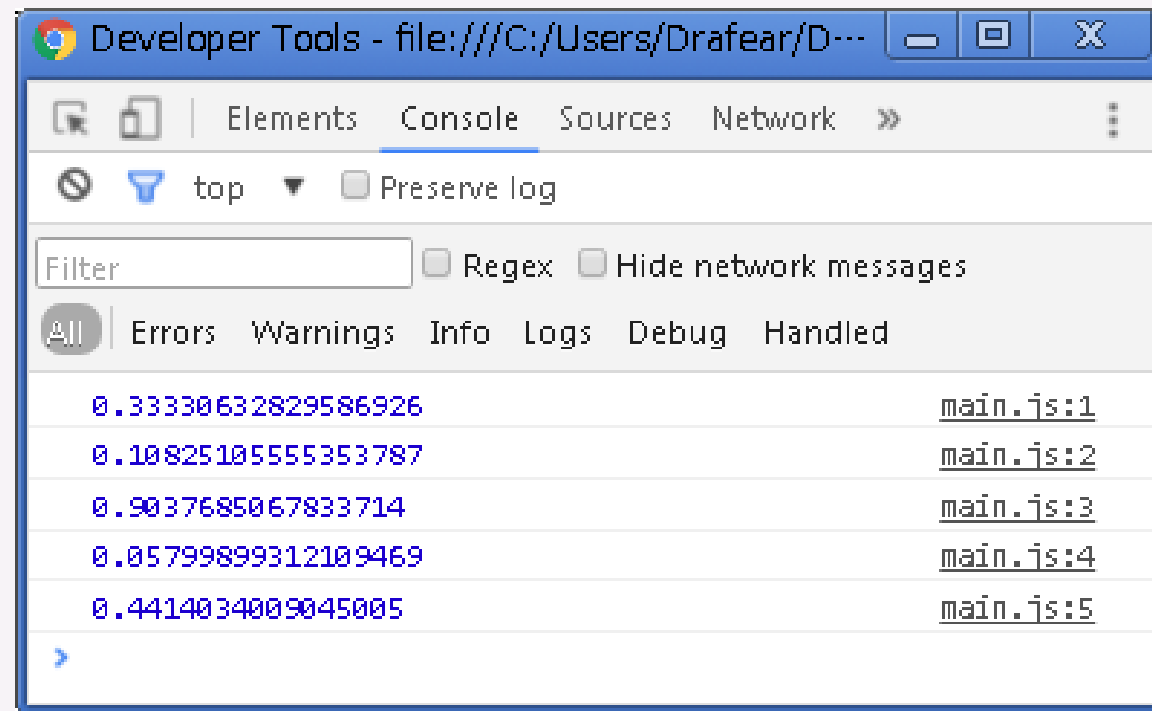 Developer Tools - file:///C:/Users/Drafear/D···
Elements Console Sources Network »
top ▼ Preserve log
Filter Regex Hide network messages
All Errors Warnings Info Logs Debug Handled
0.33330632829586926 main.js:1
0.10825105555353787 main.js:2
0.9037685067833714 main.js:3
0.05799899312109469 main.js:4
0.4414034009045005 main.js:5